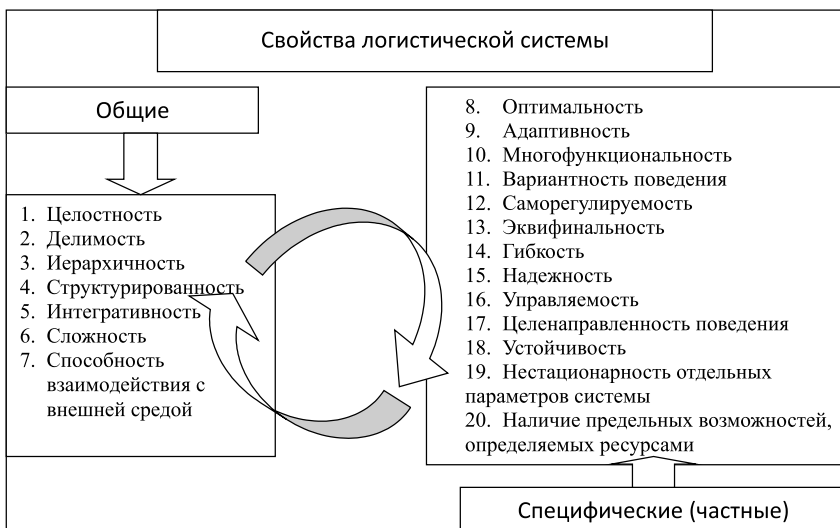 Свойства логистической системы
Общие
1. Целостность
2. Делимость
3. Иерархичность
4. Структурированность
5. Интегративность
6. Сложность
7. Способность
взаимодействия с
внешней средой
8. Оптимальность
9. Адаптивность
10. Многофункциональность
11. Вариантность поведения
12. Саморегулируемость
13. Эквифинальность
14. Гибкость
15. Надежность
16. Управляемость
17. Целенаправленность поведения
18. Устойчивость
19. Нестационарность отдельных
параметров системы
20. Наличие предельных возможностей,
определяемых ресурсами
Специфические (частные)